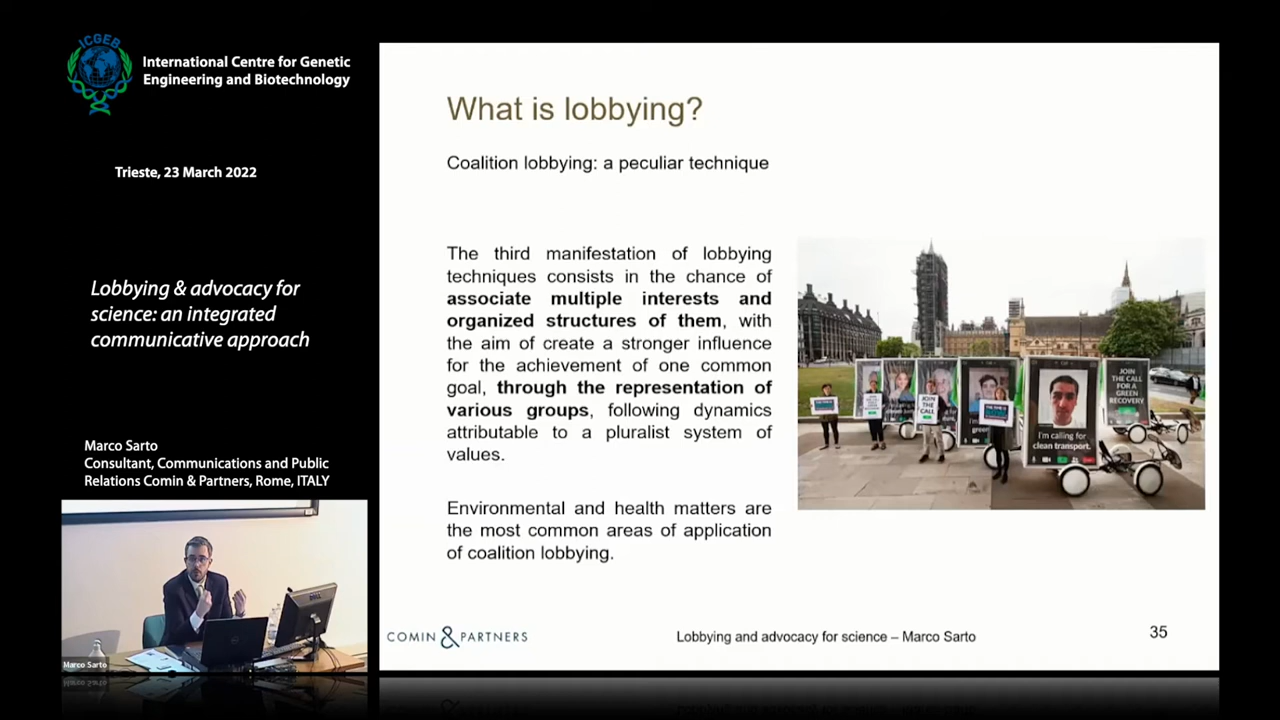 ICGEB
International Centre for Genetic
Engineering and Biotechnology
Trieste, 23 March 2022
Lobbying & advocacy for
science: an integrated
communicative approach
Marco Sarto
Consultant, Communications and Public
Relations Comin & Partners, Rome, ITALY
DELL
Marco Sarto
What is lobbying?
Coalition lobbying: a peculiar technique
The third manifestation of lobbying
techniques consists in the chance of
associate multiple interests and
organized structures of them, with
the aim of create a stronger influence
for the achievement of one common
goal, through the representation of
various groups, following dynamics
attributable to a pluralist system of
values.
Environmental and health matters are
the most common areas of application
of coalition lobbying.
JOIN
THE CALL
I'm calling for
clean transport.
JOIN
THE CALL
FOR A
GREEN
RECOVERY
COMIN & PARTNERS
Lobbying and advocacy for science – Marco Sarto
35